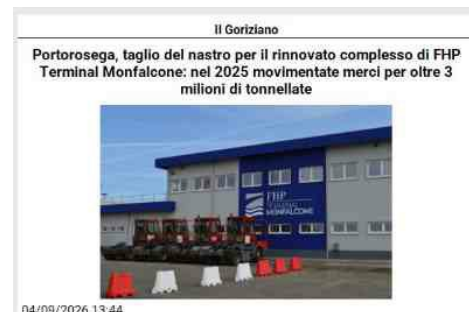 Il Goriziano
Portorosega, taglio del nastro per il rinnovato complesso di FHP
Terminal Monfalcone: nel 2025 movimentate merci per oltre 3
milioni di tonnellate
FHP
TERMINAL
MONFALCONE
04/09/2026 13:44